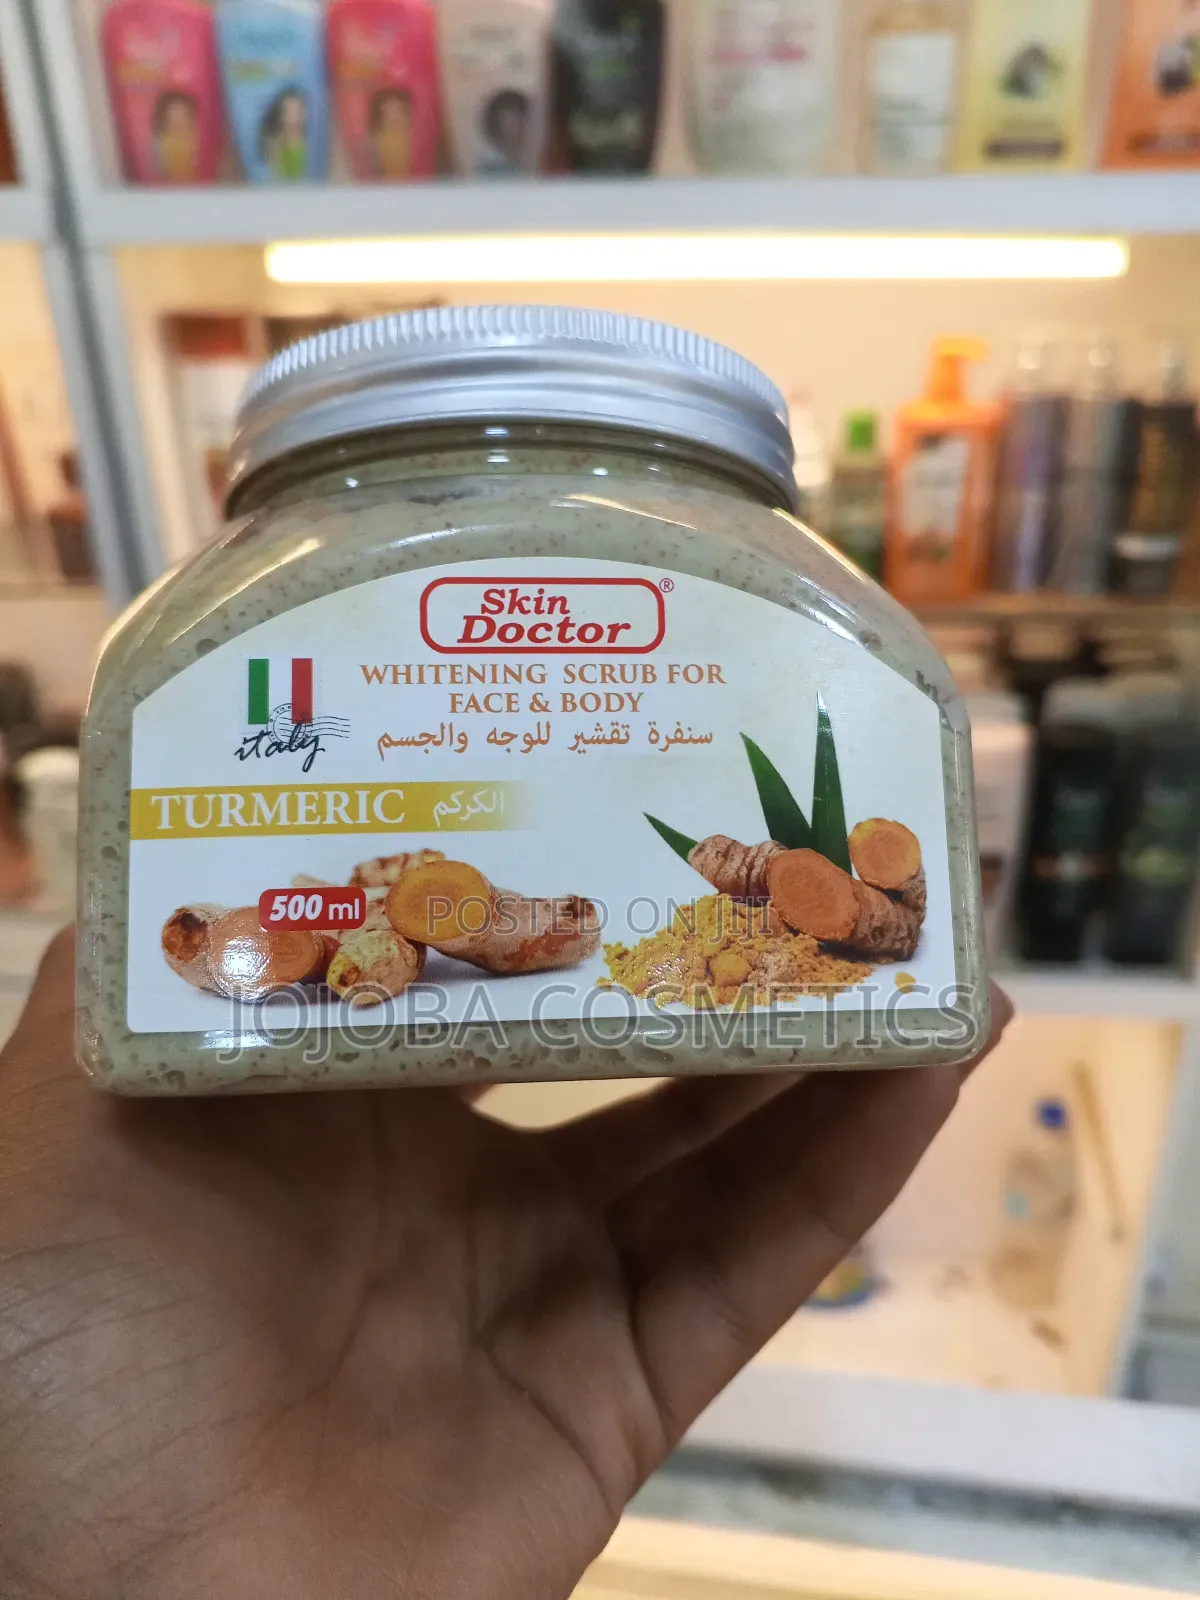 Skin
Doctor®
WHITENING SCRUB FOR
FACE & BODY
سنفرة تقشير للوجه والجسم
italy
TURMERIC الكركم
500 ml
POSTED ON JIJI
JOJOBA COSMETICS